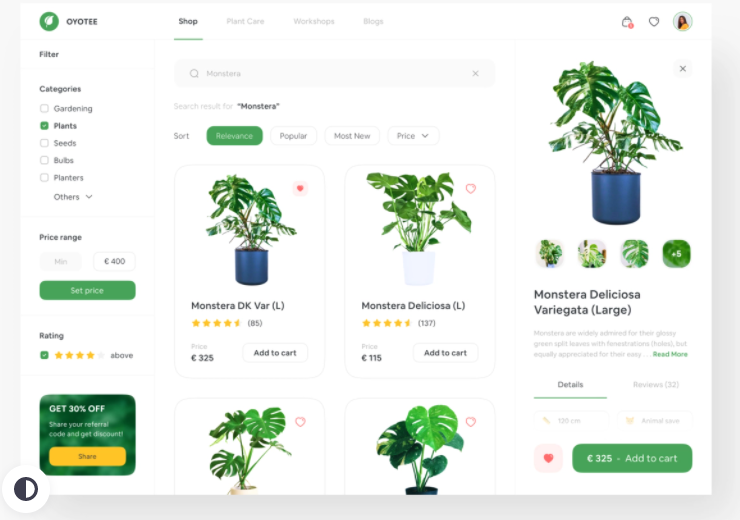 OYOTEE
Shop
Plant Care
Workshops
Blogs
Filter
Categories
Gardening
Plants
Seeds
Bulbs
Planters
Others
Price range
Min
€ 400
Set price
Rating
above
GET 30% OFF
Share your referral
code and get discount!
Share
Monstera
Search result for "Monstera"
Sort
Relevance
Popular
Most New
Price
Monstera DK Var (L)
(85)
Price
€ 325
Add to cart
Monstera Deliciosa (L)
(137)
Price
€ 115
Add to cart
+5
Monstera Deliciosa
Variegata (Large)
Monstera are widely admired for their glossy
green split leaves with fenestrations (holes), but
equally appreciated for their easy ... Read More
Details
Reviews (32)
120 cm
Animal save
€ 325 - Add to cart